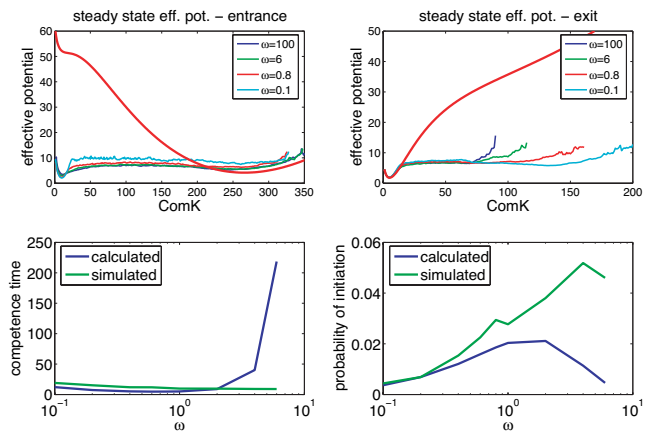 steady state eff. pot. − entrance
effective potential
60
50
40
30
20
10
0
ω=100
ω=6
ω=0.8
ω=0.1
0 50 100 150 200 250 300 350
ComK
steady state eff. pot. − exit
effective potential
60
50
40
30
20
10
0
ω=100
ω=6
ω=0.8
ω=0.1
0 50 100 150 200
ComK
competence time
250
200
150
100
50
0
calculated
simulated
10−1 100 101
ω
probability of initiation
0.06
0.04
0.02
0
calculated
simulated
10−1 100 101
ω